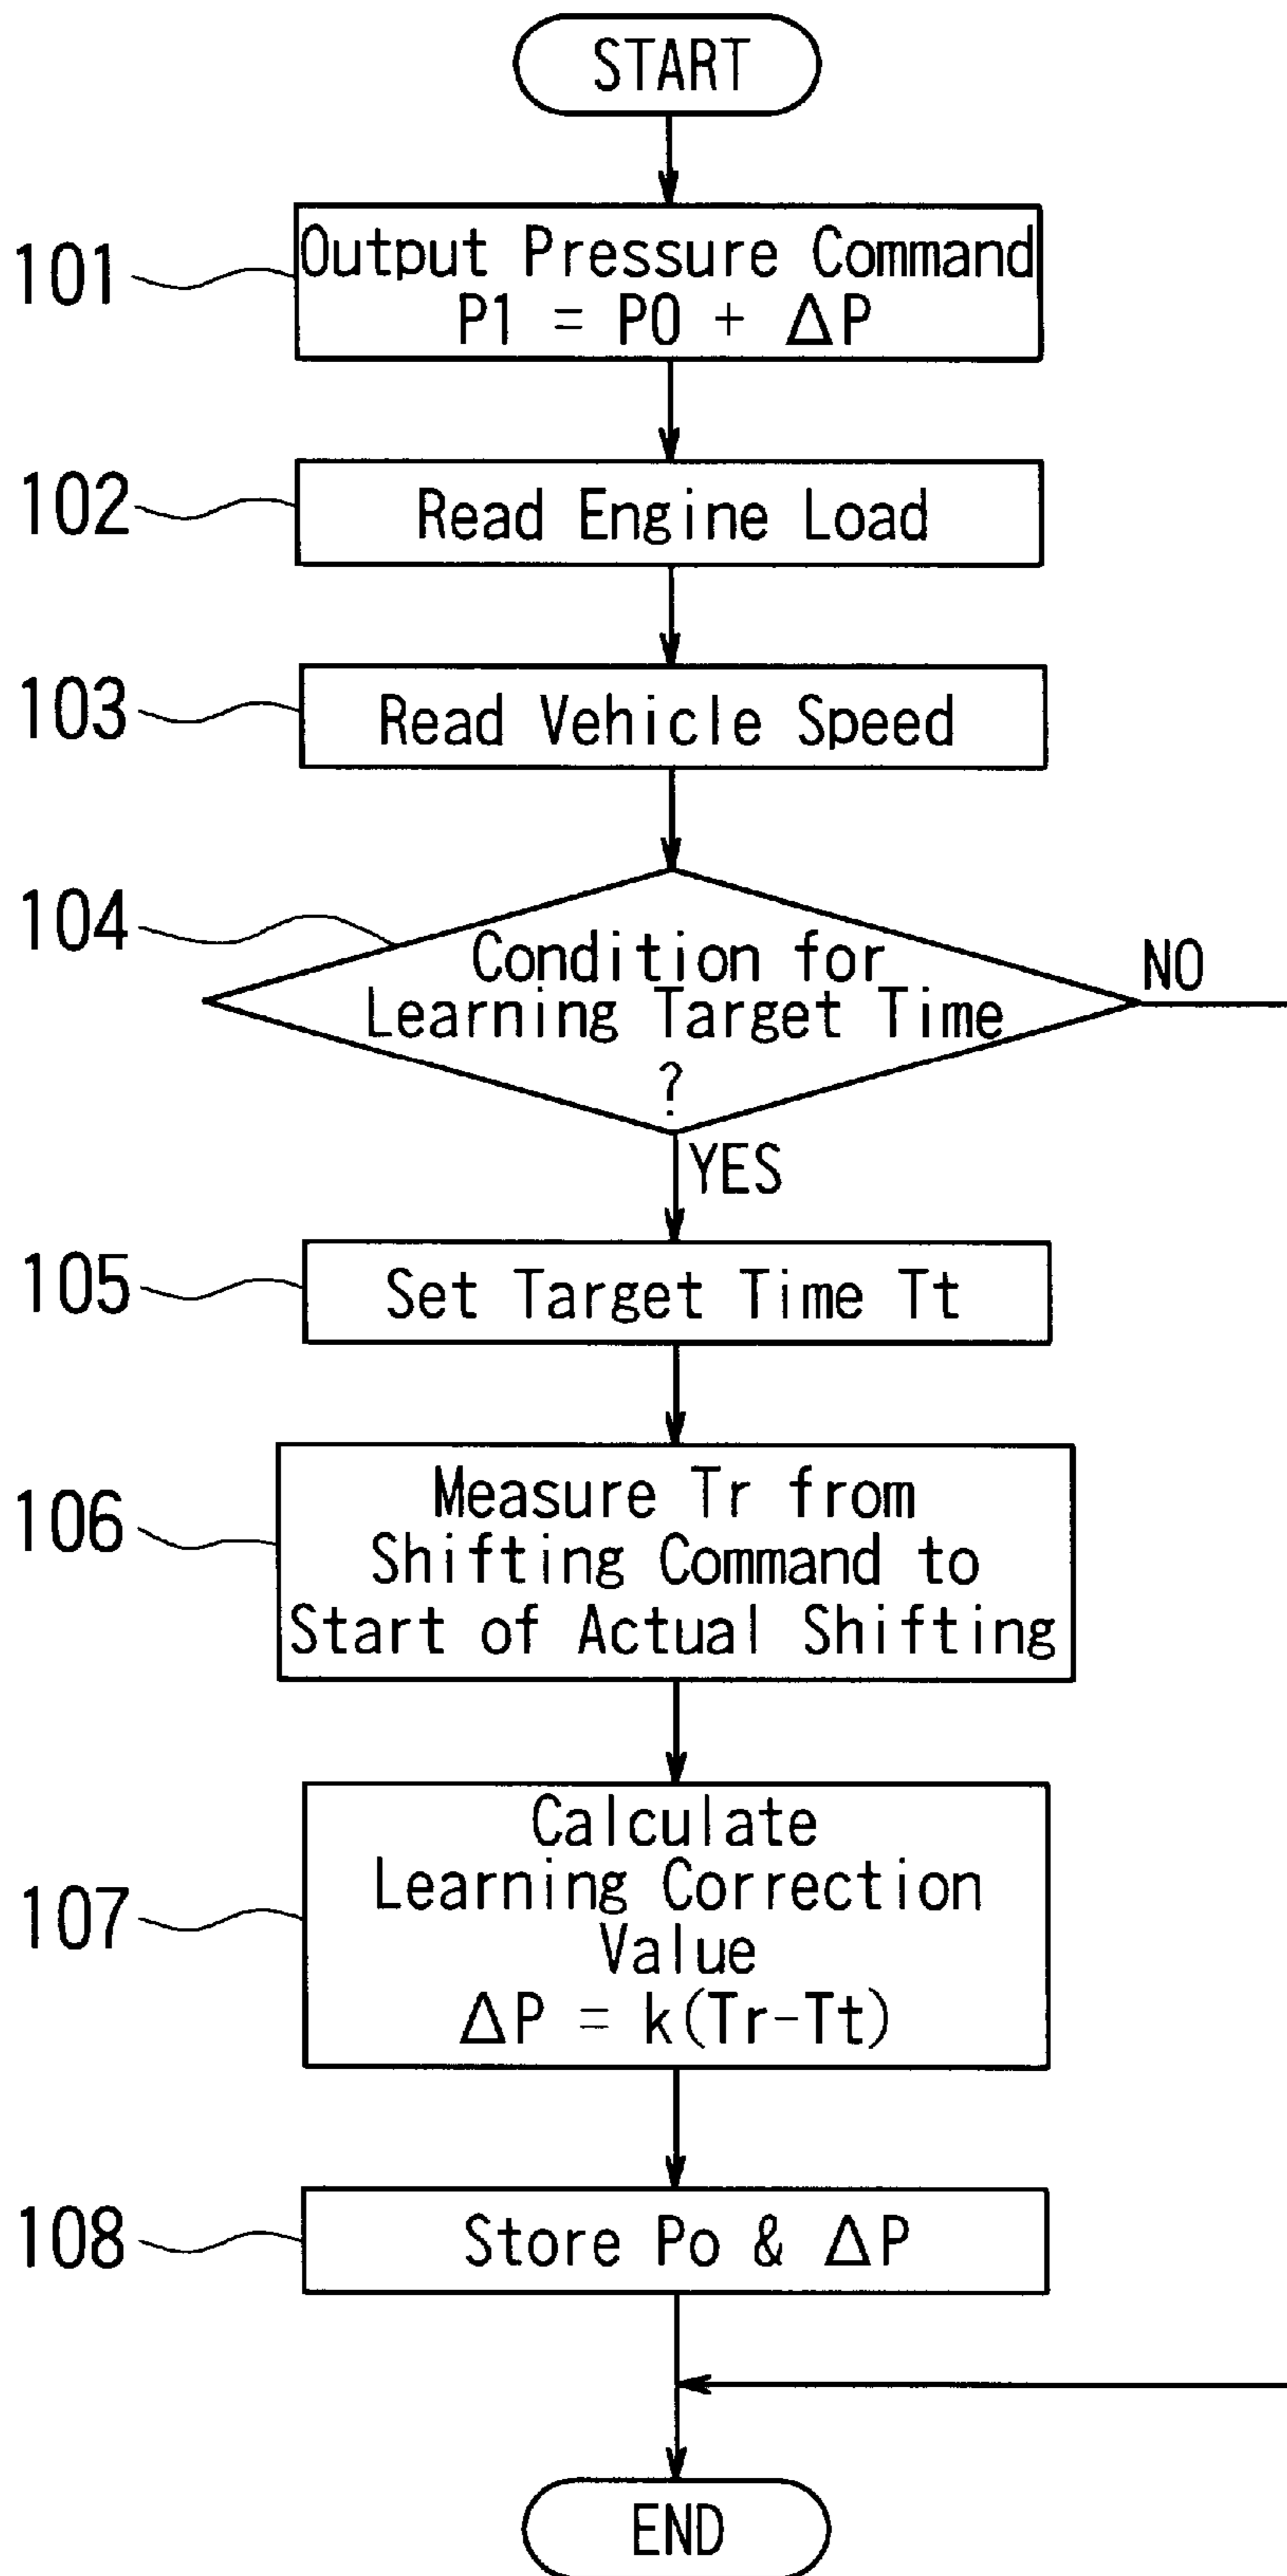 START
101
Output Pressure Command
P1 = P0 + ΔP
102
Read Engine Load
103
Read Vehicle Speed
104
Condition for
Learning Target Time
?
NO
YES
105
Set Target Time Tt
106
Measure Tr from
Shifting Command to
Start of Actual Shifting
107
Calculate
Learning Correction
Value
ΔP = k(Tr-Tt)
108
Store Po & ΔP
END